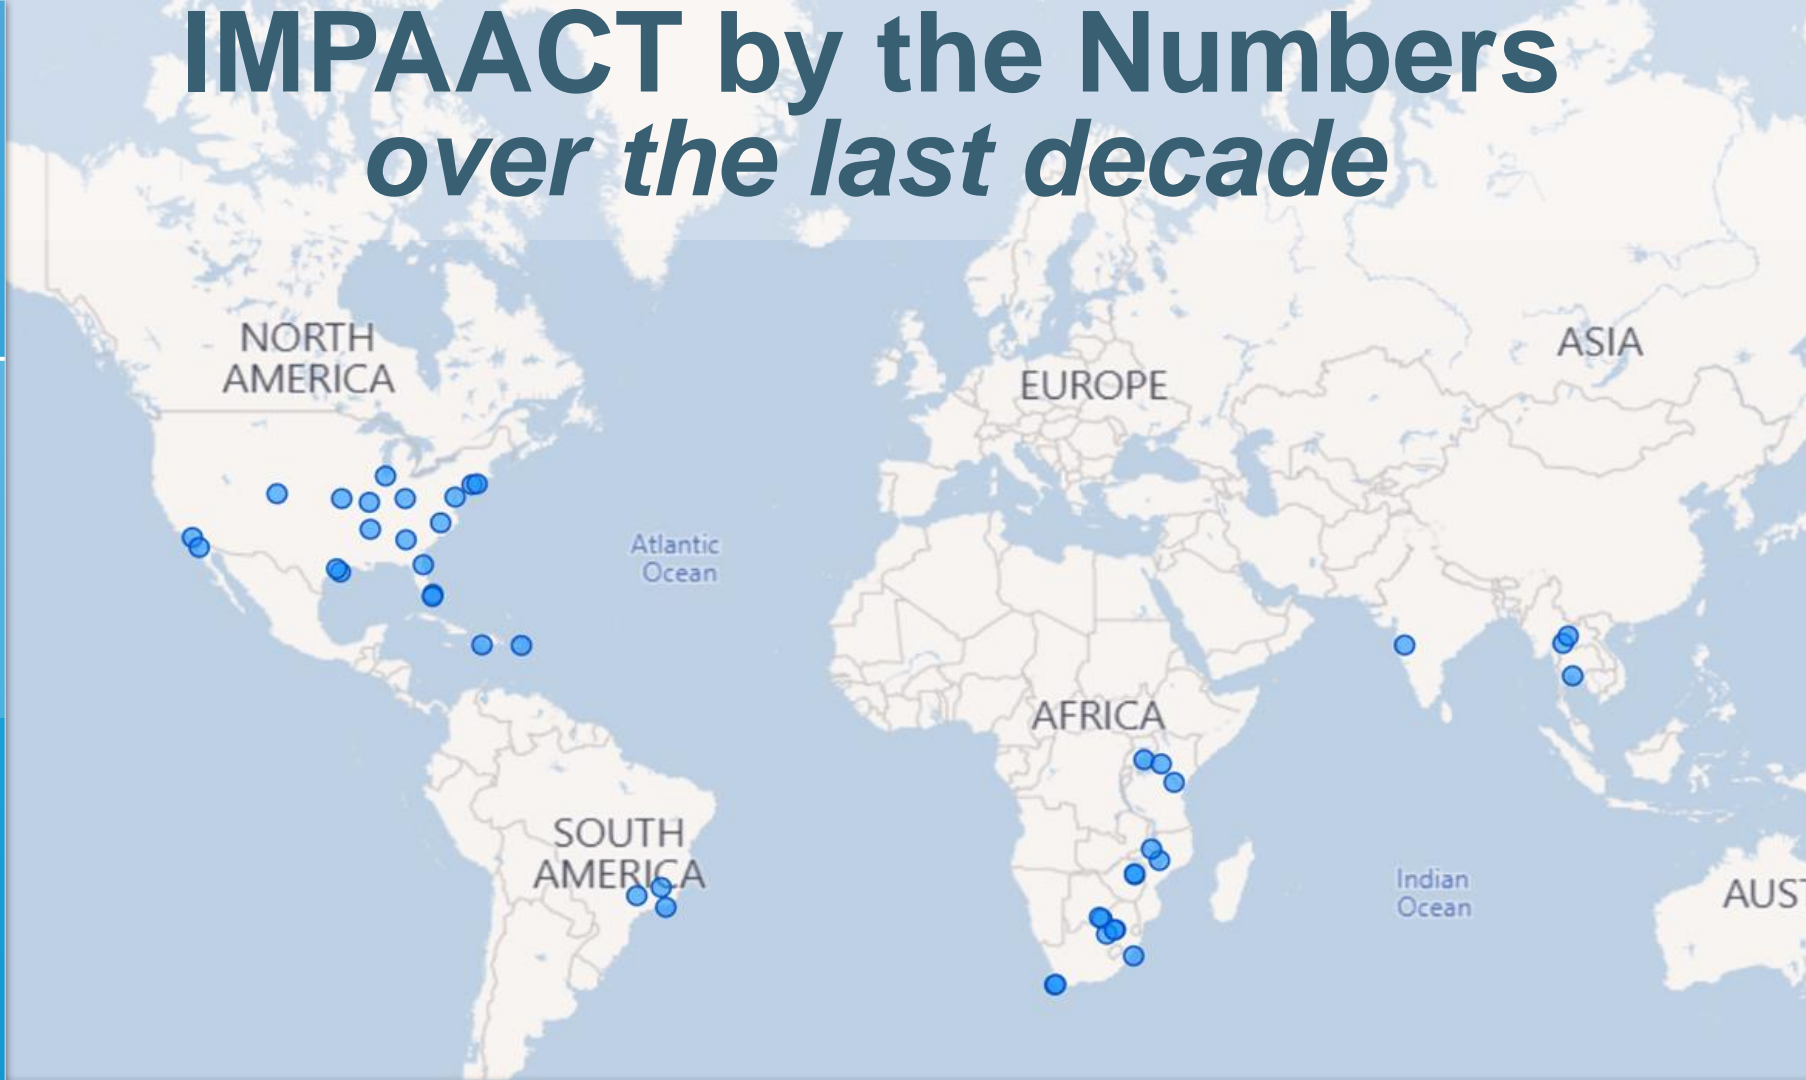 IMPAACT by the Numbers
over the last decade
NORTH
AMERICA
ASIA
EUROPE
Atlantic
Ocean
AFRICA
SOUTH
AMERICA
Indian
Ocean
AUST